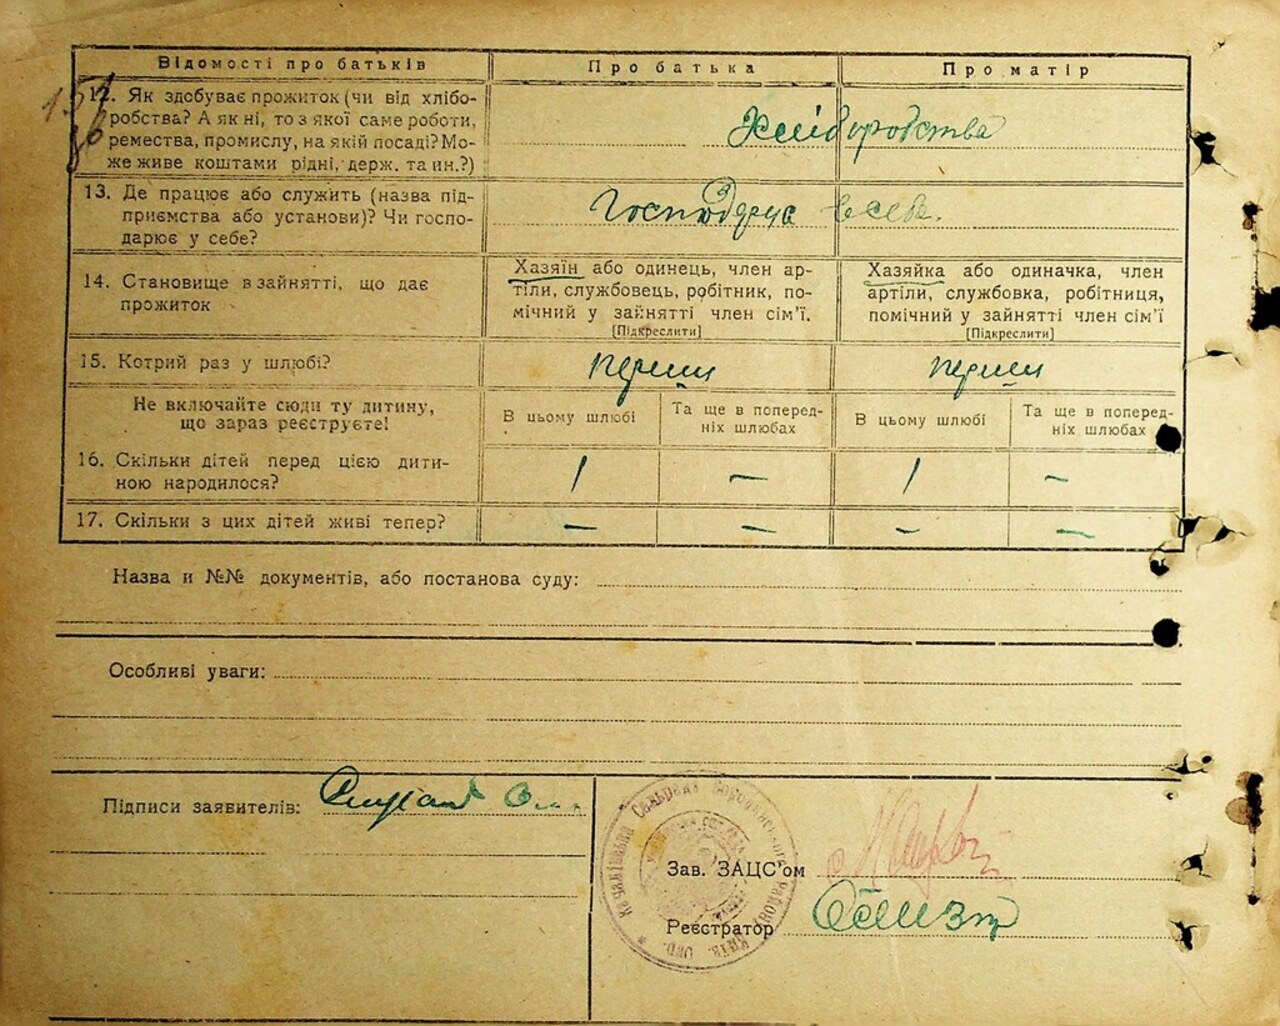 Відомості про батьків
Про батька
Про матір
12. Як здобуває прожиток (чи від хлібо-
робства? А як ні, то з якої саме роботи,
ремества, промислу, на якій посаді? Мо-
же живе коштами рідні, держ. та ин.?)
Хліборобства
13. Де працює або служить (назва під-
приємства або установи)? Чи госпо-
дарює у себе?
14. Становище в зайнятті, що дає
прожиток
Хазяїн або одинець, член ар-
тіли, службовець, робітник, по-
мічний у зайнятті член сім'ї.
[Підкреслити]
Хазяйка або одиначка, член
артіли, службовка, робітниця,
помічний у зайнятті член сім'ї
[Підкреслити]
15. Котрий раз у шлюбі?
перший
перший
Не включайте сюди ту дитину,
що зараз реєструєте!
В цьому шлюбі
Та ще в поперед-
ніх шлюбах
В цьому шлюбі
Та ще в поперед-
ніх шлюбах
16. Скільки дітей перед цією дити-
ною народилося?
1
—
1
—
17. Скільки з цих дітей живі тепер?
—
—
—
—
Назва и №№ документів, або постанова суду:
Особливі уваги:
Підписи заявителів:
Зав. ЗАЦС'ом
Реєстратор